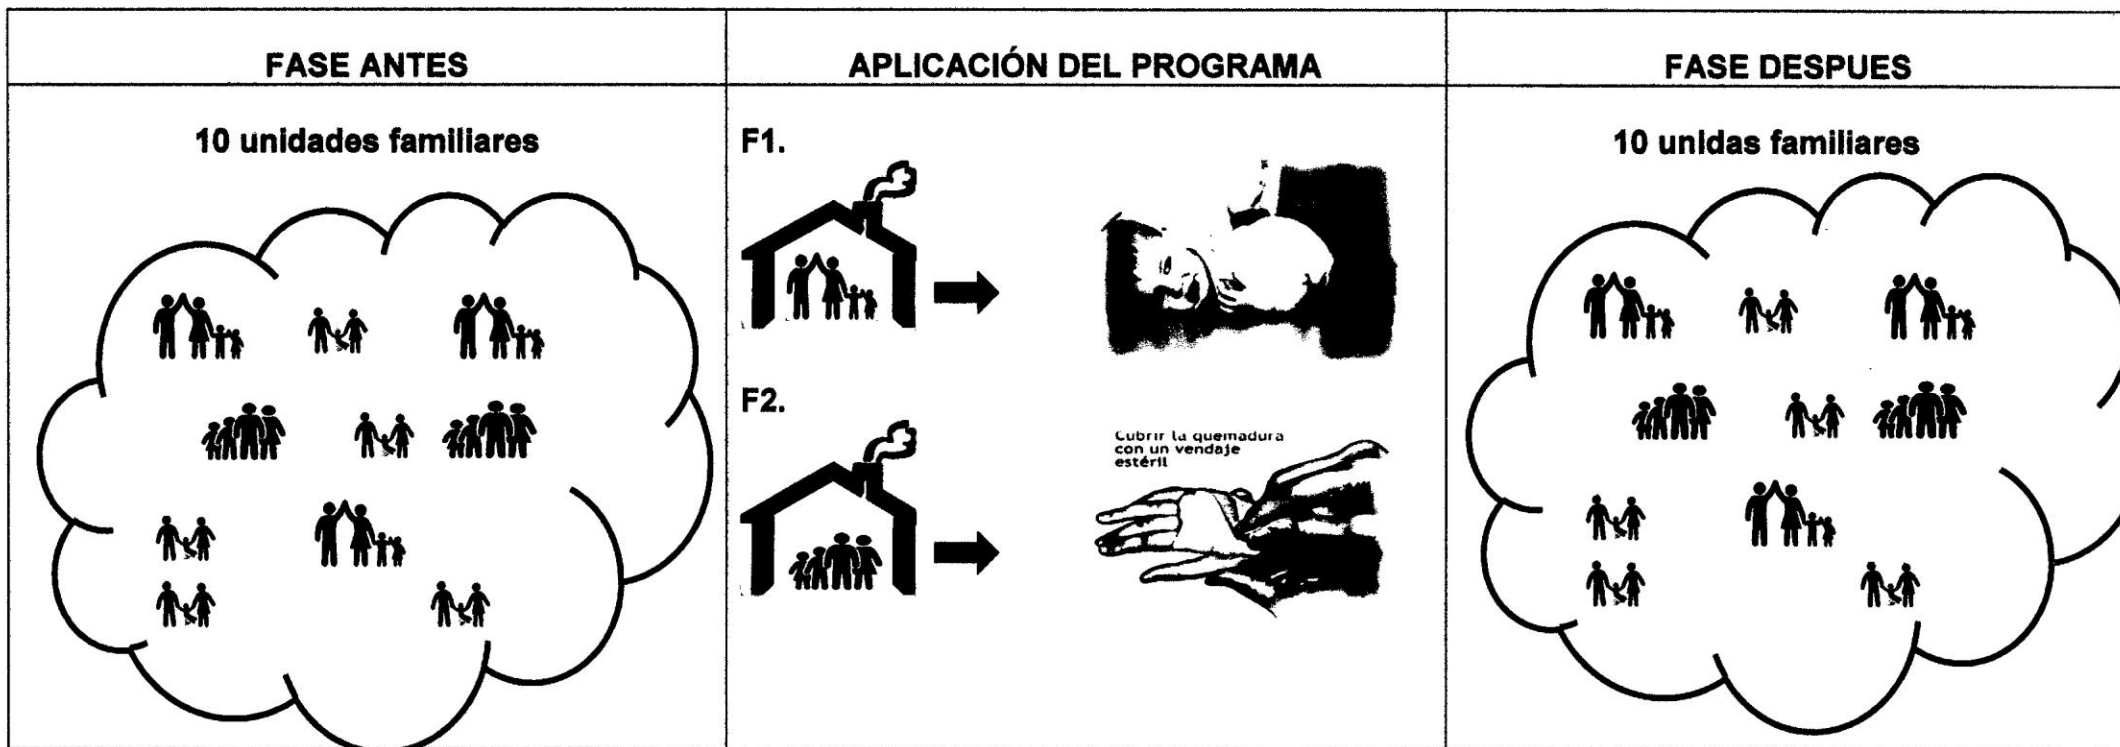 FASE ANTES
APLICACIÓN DEL PROGRAMA
FASE DESPUES
10 unidades familiares
F1.
F2.
Cubrir la quemadura
con un vendaje
estéril
10 unidas familiares